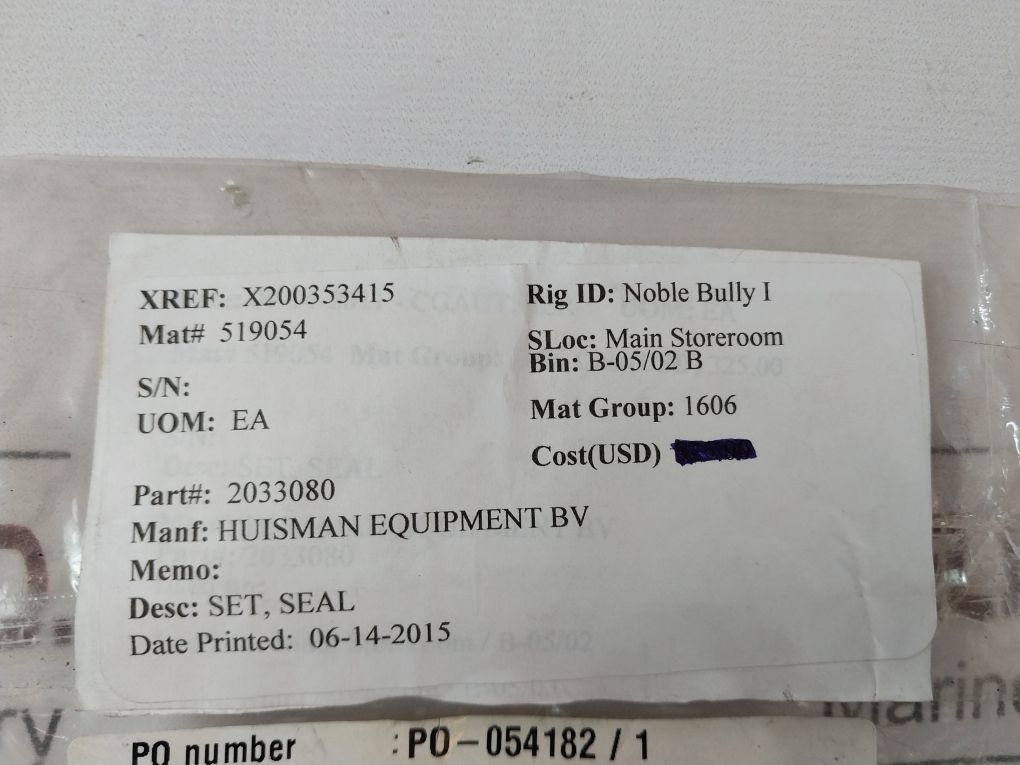 XREF: X200353415
Rig ID: Noble Bully I
Mat# 519054
SLoc: Main Storeroom
Bin: B-05/02 B
S/N:
UOM: EA
Mat Group: 1606
Cost(USD)
Part#: 2033080
Manf: HUISMAN EQUIPMENT BV
Memo:
Desc: SET, SEAL
Date Printed: 06-14-2015
PO number : PO-054182 / 1